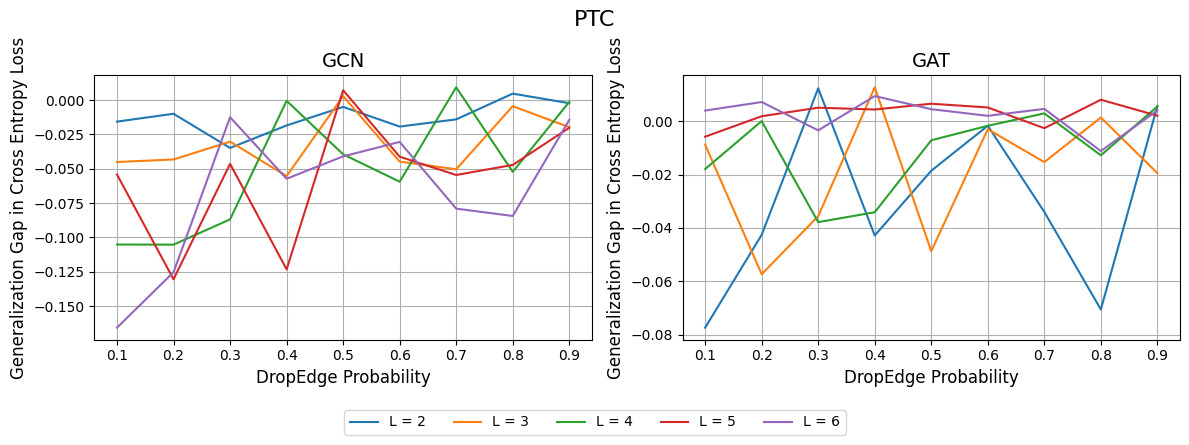 PTC
GCN
Generalization Gap in Cross Entropy Loss
0.000
−0.025
−0.050
−0.075
−0.100
−0.125
−0.150
0.1 0.2 0.3 0.4 0.5 0.6 0.7 0.8 0.9
DropEdge Probability
GAT
Generalization Gap in Cross Entropy Loss
0.00
−0.02
−0.04
−0.06
−0.08
0.1 0.2 0.3 0.4 0.5 0.6 0.7 0.8 0.9
DropEdge Probability
L = 2 L = 3 L = 4 L = 5 L = 6